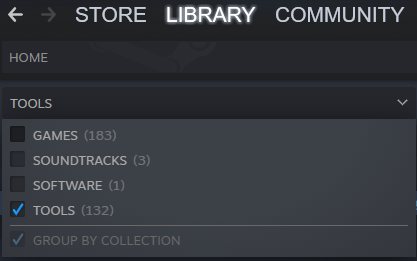 STORE LIBRARY COMMUNITY
HOME
TOOLS
GAMES (183)
SOUNDTRACKS (3)
SOFTWARE (1)
TOOLS (132)
GROUP BY COLLECTION